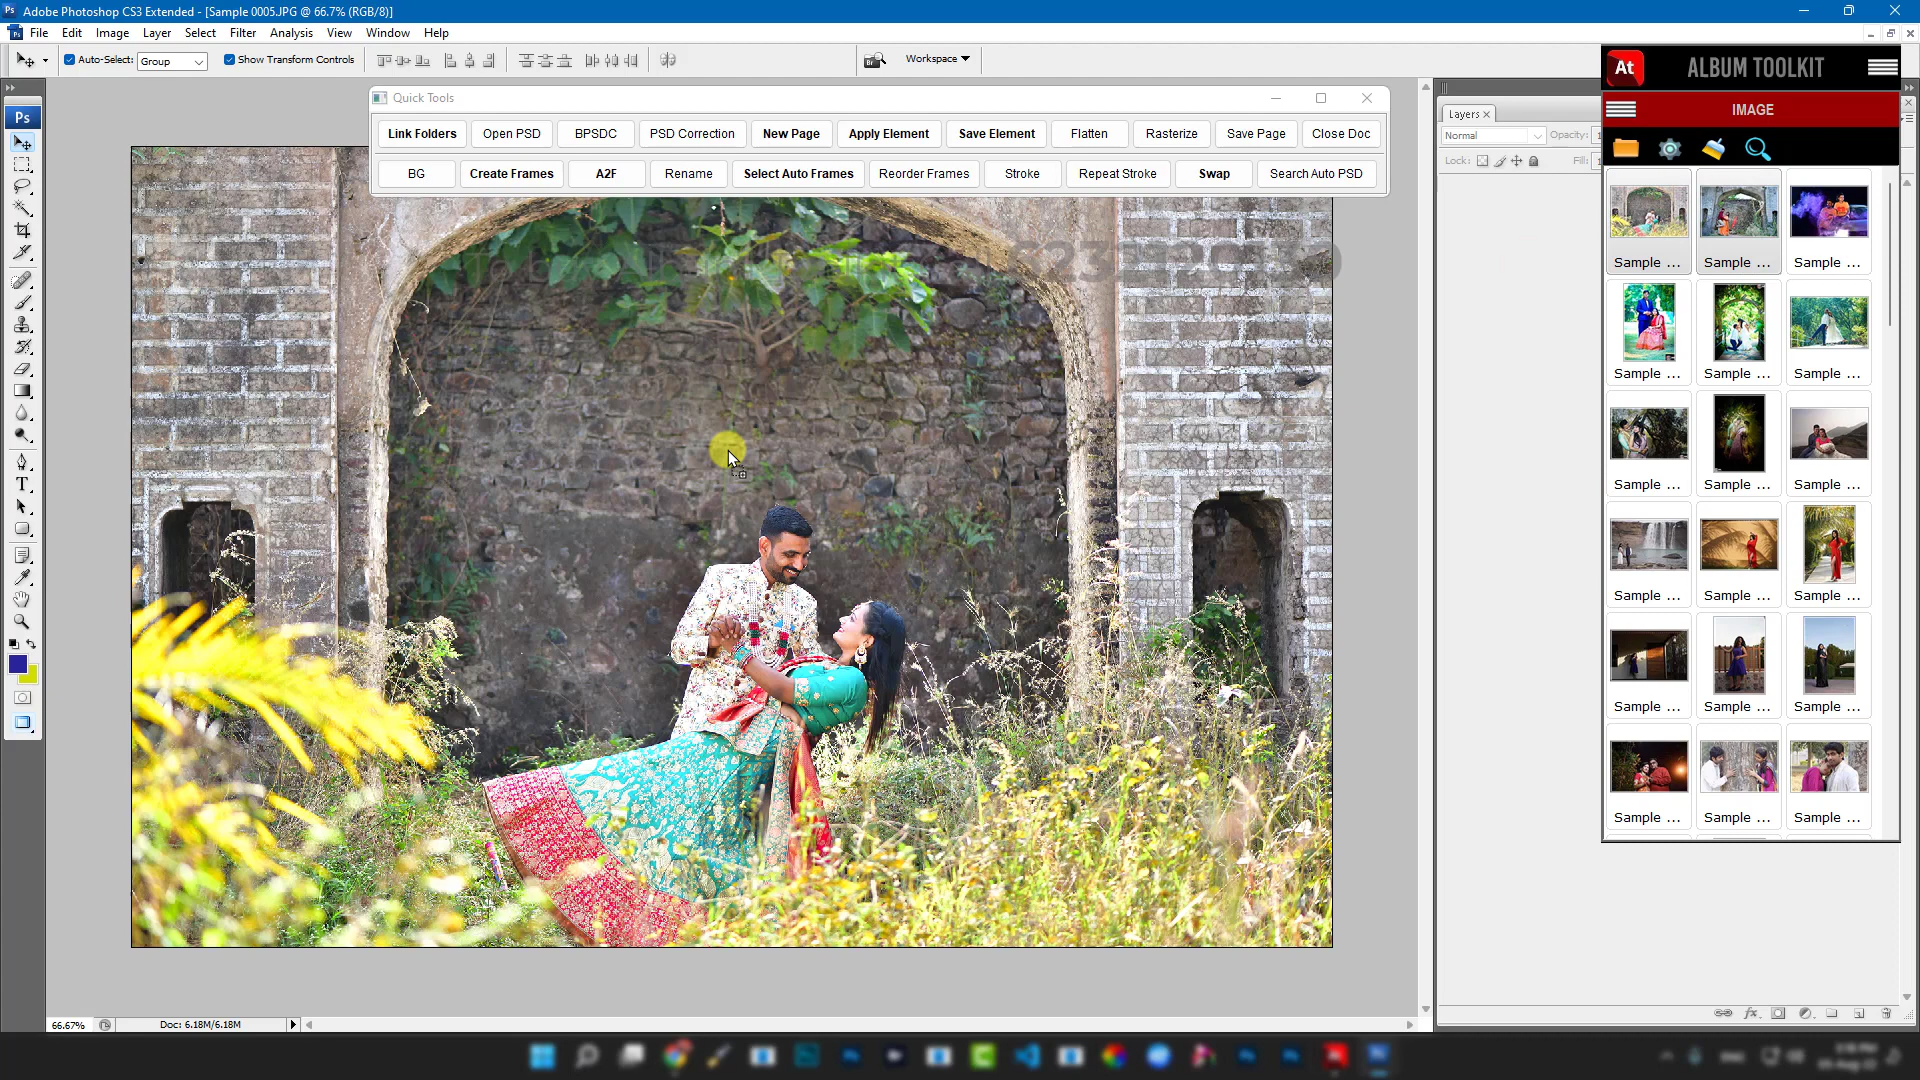 Ps Adobe Photoshop CS3 Extended - [Sample 0005.JPG @ 66.7% (RGB/8)]
File Edit Image Layer Select Filter Analysis View Window Help
Auto-Select: Group Show Transform Controls Workspace
At ALBUM TOOLKIT
Quick Tools
IMAGE
Ps
Layers
Link Folders Open PSD BPSDC PSD Correction New Page Apply Element Save Element Flatten Rasterize Save Page Close Doc
Normal Opacity:
Lock: Fill:
BG Create Frames A2F Rename Select Auto Frames Reorder Frames Stroke Repeat Stroke Swap Search Auto PSD
Sample ... Sample ... Sample ...
Sample ... Sample ... Sample ...
Sample ... Sample ... Sample ...
Sample ... Sample ... Sample ...
Sample ... Sample ... Sample ...
Sample ... Sample ... Sample ...
66.67% Doc: 6.18M/6.18M